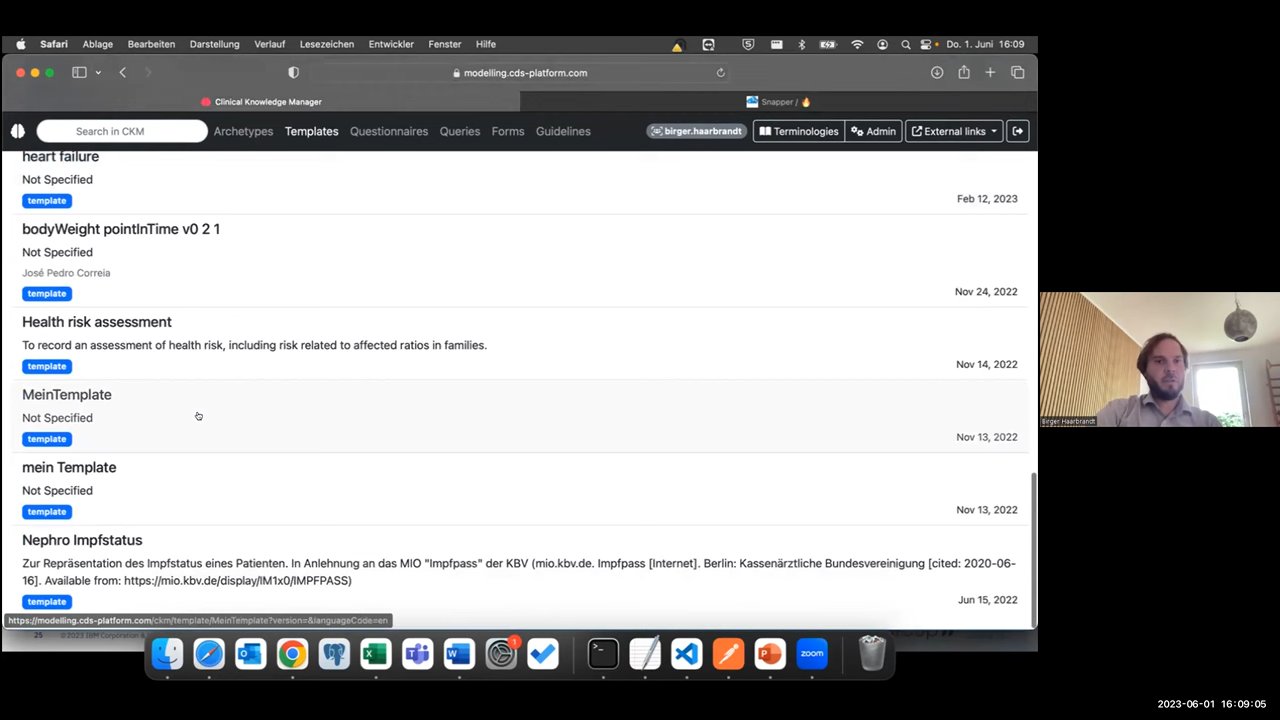 Safari Ablage Bearbeiten Darstellung Verlauf Lesezeichen Entwickler Fenster Hilfe Do. 1. Juni 16:09
modelling.cds-platform.com
Clinical Knowledge Manager Snapper / 🔥
Search in CKM Archetypes Templates Questionnaires Queries Forms Guidelines birger.haarbrandt Terminologies Admin External links
heart failure
Not Specified
template Feb 12, 2023
bodyWeight pointInTime v0 2 1
Not Specified
José Pedro Correia
template Nov 24, 2022
Health risk assessment
To record an assessment of health risk, including risk related to affected ratios in families.
template Nov 14, 2022
MeinTemplate
Not Specified
template Nov 13, 2022
mein Template
Not Specified
template Nov 13, 2022
Nephro Impfstatus
Zur Repräsentation des Impfstatus eines Patienten. In Anlehnung an das MIO "Impfpass" der KBV (mio.kbv.de. Impfpass [Internet]. Berlin: Kassenärztliche Bundesvereinigung [cited: 2020-06-
16]. Available from: https://mio.kbv.de/display/IM1x0/IMPFPASS)
template Jun 15, 2022
https://modelling.cds-platform.com/ckm/template/MeinTemplate?version=&languageCode=en
25
1
zoom
Birger Haarbrandt
2023-06-01 16:09:05